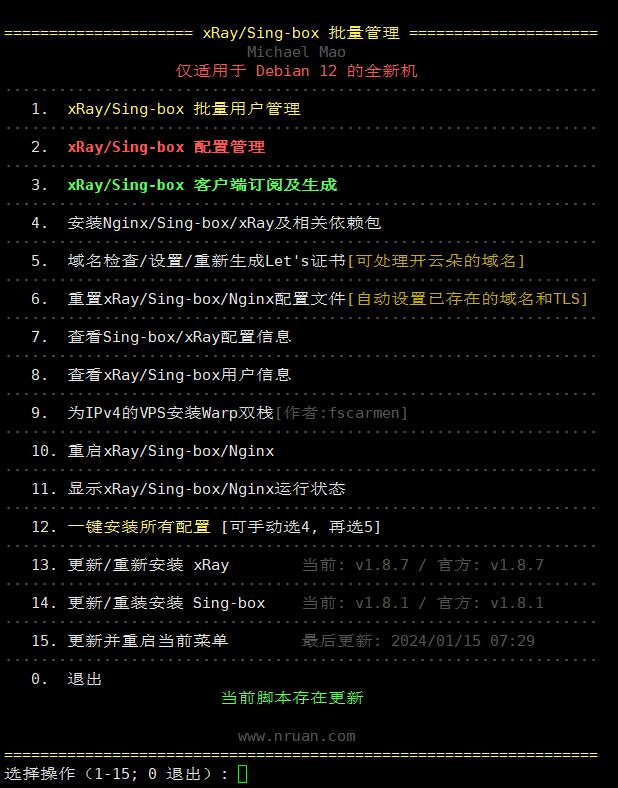 ===================== xRay/Sing-box 批量管理 =====================
Michael Mao
仅适用于 Debian 12 的全新机
1. xRay/Sing-box 批量用户管理
2. xRay/Sing-box 配置管理
3. xRay/Sing-box 客户端订阅及生成
4. 安装Nginx/Sing-box/xRay及相关依赖包
5. 域名检查/设置/重新生成Let's证书[可处理开云朵的域名]
6. 重置xRay/Sing-box/Nginx配置文件[自动设置已存在的域名和TLS]
7. 查看Sing-box/xRay配置信息
8. 查看xRay/Sing-box用户信息
9. 为IPv4的VPS安装Warp双栈[作者:fscarmen]
10. 重启xRay/Sing-box/Nginx
11. 显示xRay/Sing-box/Nginx运行状态
12. 一键安装所有配置 [可手动选4, 再选5]
13. 更新/重新安装 xRay 当前: v1.8.7 / 官方: v1.8.7
14. 更新/重装安装 Sing-box 当前: v1.8.1 / 官方: v1.8.1
15. 更新并重启当前菜单 最后更新: 2024/01/15 07:29
0. 退出
当前脚本存在更新
www.nruan.com
==================================================================
选择操作（1-15; 0 退出）: